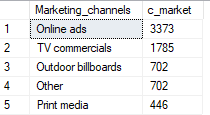 Marketing_channels c_market
1 Online ads 3373
2 TV commercials 1785
3 Outdoor billboards 702
4 Other 702
5 Print media 446